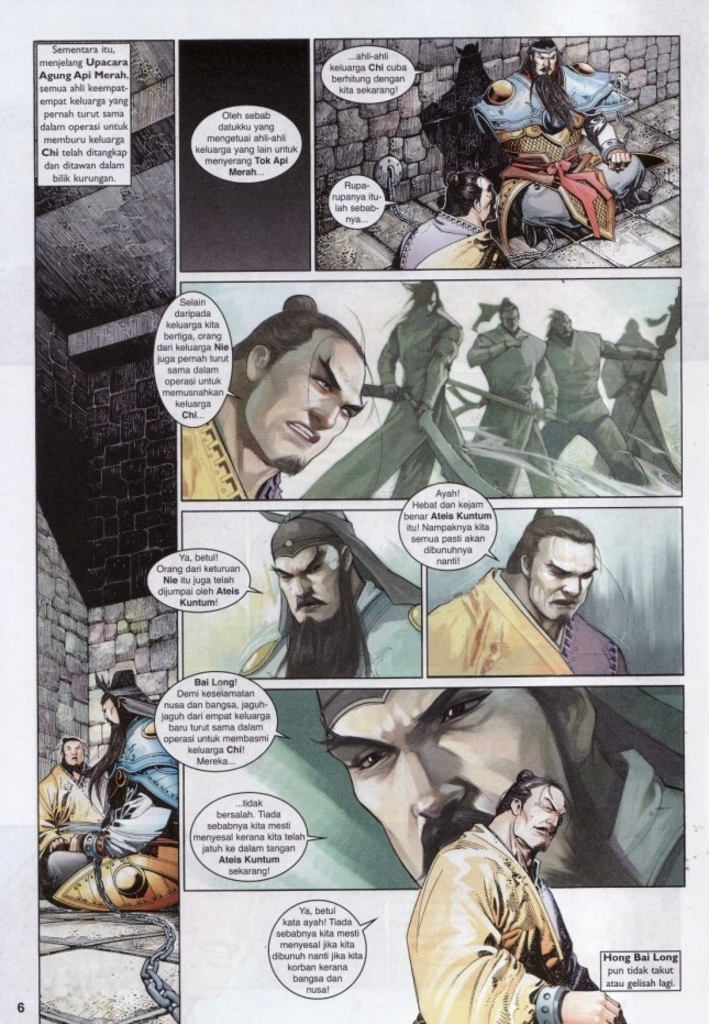 Sementara itu,
menjelang Upacara
Agung Api Merah,
semua ahli keempat-
empat keluarga yang
pernah turut sama
dalam operasi untuk
memburu keluarga
Chi telah ditangkap
dan ditawan dalam
bilik kurungan.
Oleh sebab
datukku yang
mengetuai ahli-ahli
keluarga yang lain untuk
menyerang Tok Api
Merah...
...ahli-ahli
keluarga Chi cuba
berhitung dengan
kita sekarang!
Rupa-
rupanya itu-
lah sebab-
nya...
Selain
daripada
keluarga kita
bertiga, orang
dari keluarga Nie
juga pernah turut
sama dalam
operasi untuk
memusnahkan
keluarga
Chi...
Ya, betul!
Orang dari keturuan
Nie itu juga telah
dijumpai oleh Ateis
Kuntum!
Ayah!
Hebat dan kejam
benar Ateis Kuntum
itu! Nampaknya kita
semua pasti akan
dibunuhnya
nanti!
Bai Long!
Demi keselamatan
nusa dan bangsa, jaguh-
jaguh dari empat keluarga
baru turut sama dalam
operasi untuk membasmi
keluarga Chi!
Mereka...
...tidak
bersalah. Tiada
sebabnya kita mesti
menyesal kerana kita telah
jatuh ke dalam tangan
Ateis Kuntum
sekarang!
Ya, betul
kata ayah! Tiada
sebabnya kita mesti
menyesal jika kita
dibunuh nanti jika kita
korban kerana
bangsa dan
nusa!
Hong Bai Long
pun tidak takut
atau gelisah lagi.
6